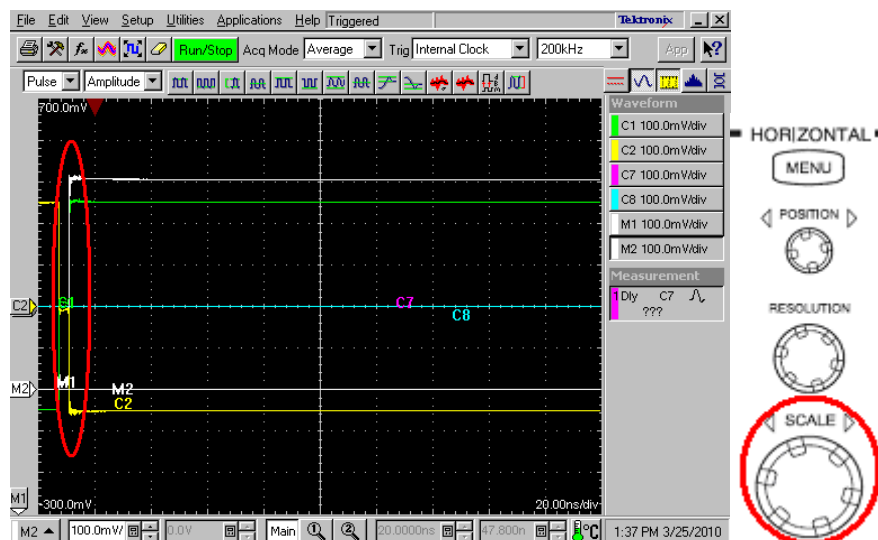 File Edit View Setup Utilities Applications Help Triggered Tektronix
Run/Stop Acq Mode Average Trig Internal Clock 200kHz App
Pulse Amplitude
700.0mV
Waveform
C1 100.0mV/div
C2 100.0mV/div
C7 100.0mV/div
C8 100.0mV/div
M1 100.0mV/div
M2 100.0mV/div
Measurement
1 Dly C7
???
C2
C1
C7
C8
M2
M1
M2
C2
M1
-300.0mV 20.00ns/div
M2 100.0mV/ 0.0V Main 1 2 20.0000ns 47.800n °C 1:37 PM 3/25/2010
HORIZONTAL
MENU
POSITION
RESOLUTION
SCALE